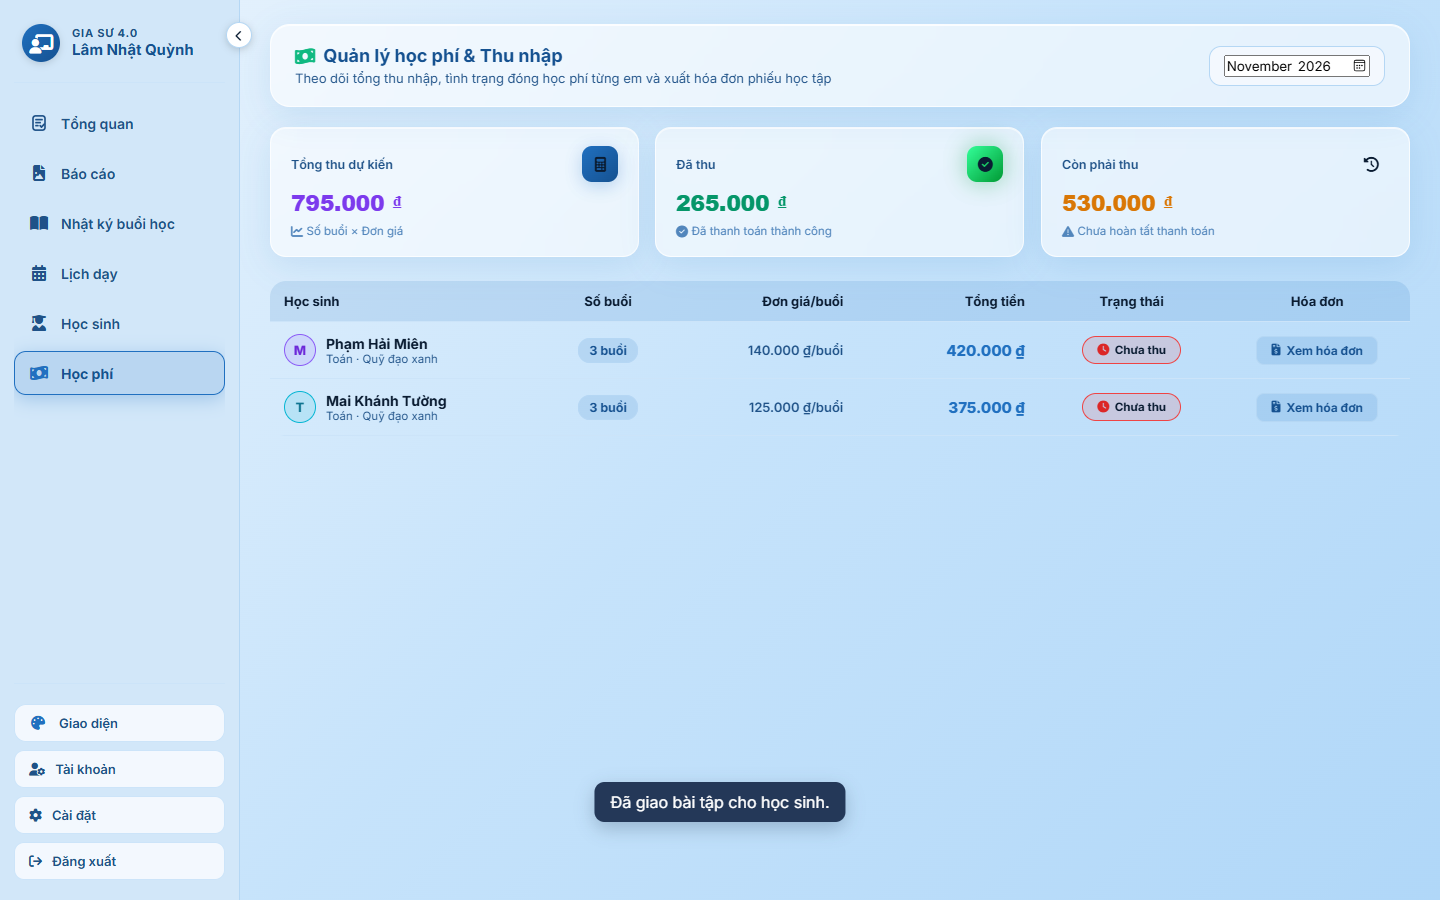 GIA SƯ 4.0
Lâm Nhật Quỳnh
Tổng quan
Báo cáo
Nhật ký buổi học
Lịch dạy
Học sinh
Học phí
Giao diện
Tài khoản
Cài đặt
Đăng xuất
Quản lý học phí & Thu nhập
Theo dõi tổng thu nhập, tình trạng đóng học phí từng em và xuất hóa đơn phiếu học tập
November 2026
Tổng thu dự kiến
795.000 ₫
Số buổi × Đơn giá
Đã thu
265.000 ₫
Đã thanh toán thành công
Còn phải thu
530.000 ₫
Chưa hoàn tất thanh toán
Học sinh Số buổi Đơn giá/buổi Tổng tiền Trạng thái Hóa đơn
M Phạm Hải Miên 3 buổi 140.000 ₫/buổi 420.000 ₫ Chưa thu Xem hóa đơn
Toán · Quỹ đạo xanh
T Mai Khánh Tường 3 buổi 125.000 ₫/buổi 375.000 ₫ Chưa thu Xem hóa đơn
Toán · Quỹ đạo xanh
Đã giao bài tập cho học sinh.